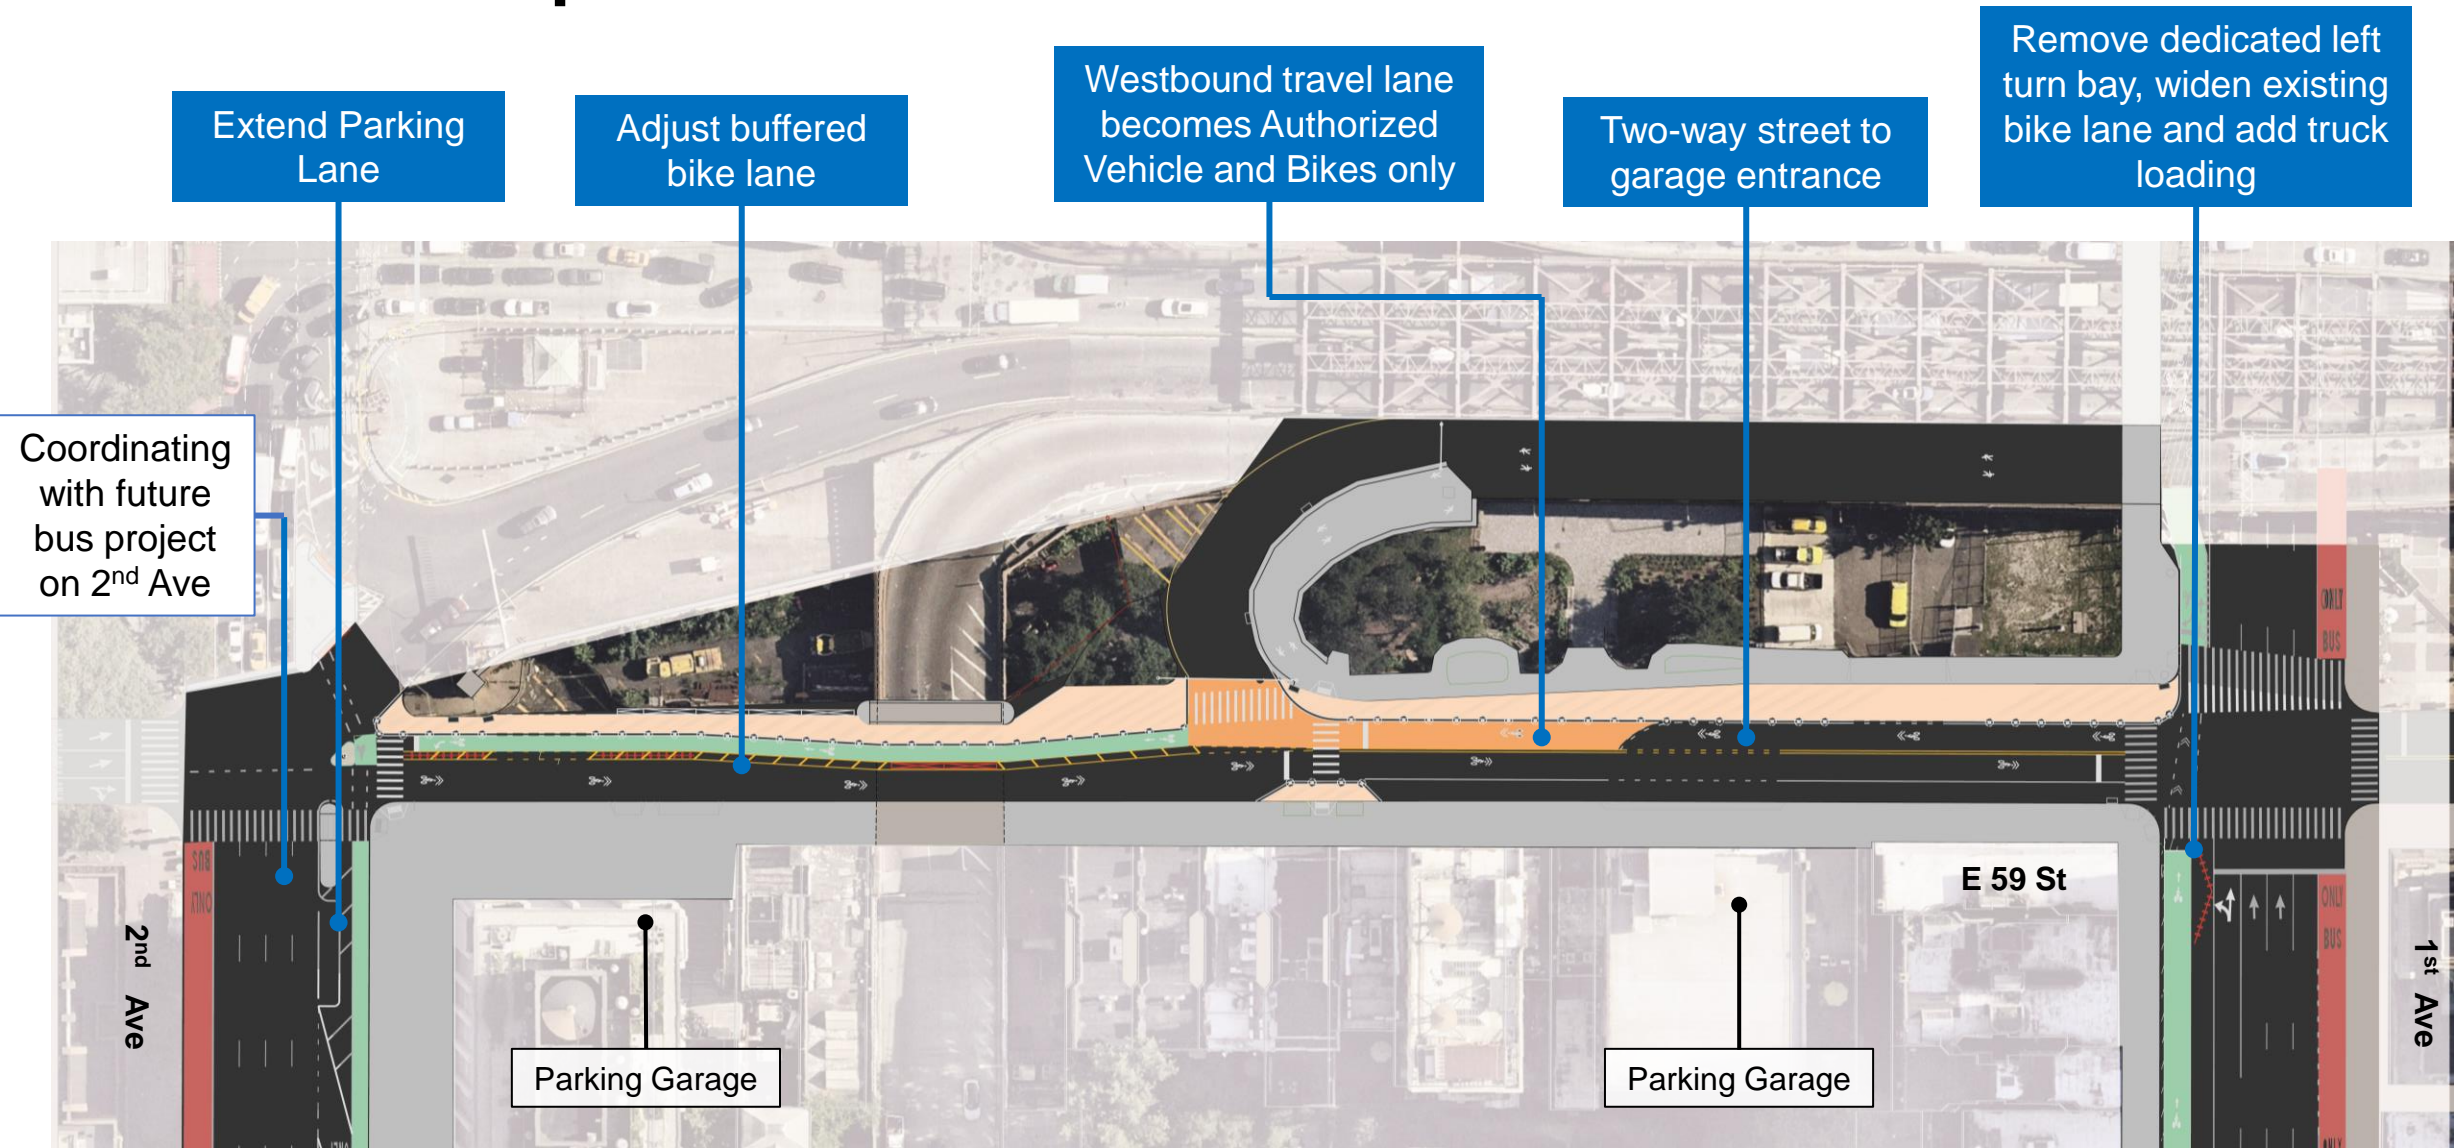 Remove dedicated left
turn bay, widen existing
bike lane and add truck
loading
Westbound travel lane
becomes Authorized
Vehicle and Bikes only
Extend Parking
Lane
Adjust buffered
bike lane
Two-way street to
garage entrance
Coordinating
with future
bus project
on 2nd Ave
ONLY
BUS
BUS
ONLY
E 59 St
ONLY
BUS
2nd Ave
1st Ave
Parking Garage
Parking Garage
ONLY
ONLY